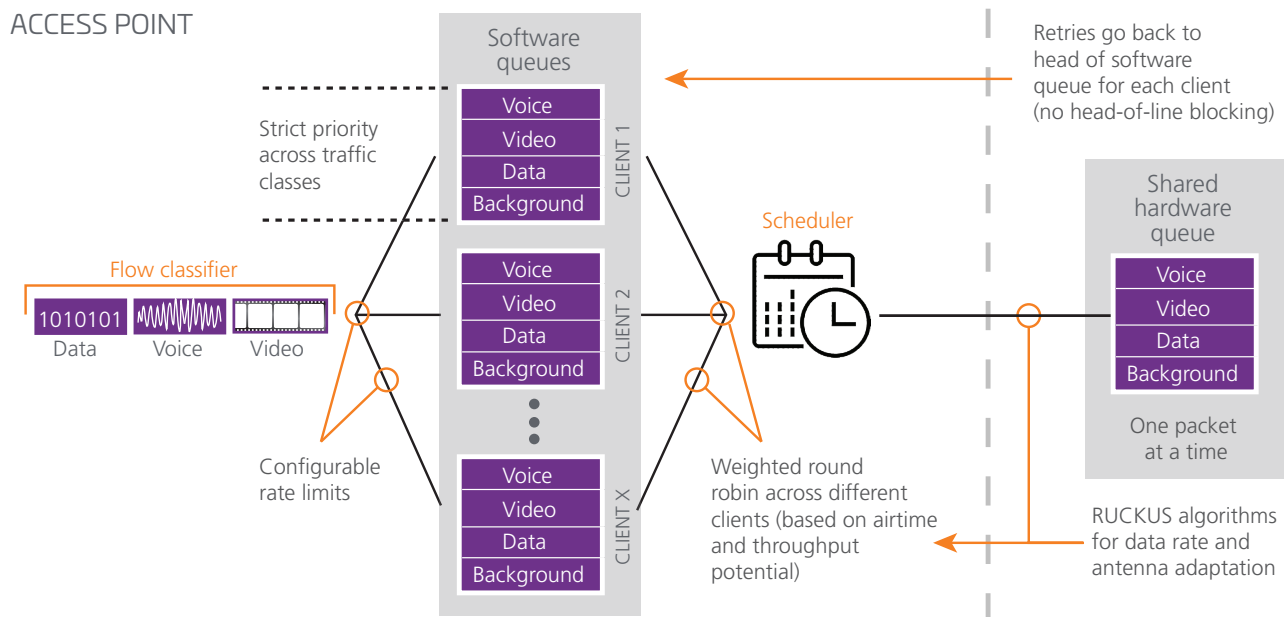 ACCESS POINT
Software
queues
Strict priority
across traffic
classes
Voice
Video
Data
Background
CLIENT 1
Flow classifier
1010101
Data
Voice
Video
Voice
Video
Data
Background
CLIENT 2
Configurable
rate limits
Voice
Video
Data
Background
CLIENT X
Scheduler
Weighted round
robin across different
clients (based on airtime
and throughput
potential)
Retries go back to
head of software
queue for each client
(no head-of-line blocking)
Shared
hardware
queue
Voice
Video
Data
Background
One packet
at a time
RUCKUS algorithms
for data rate and
antenna adaptation